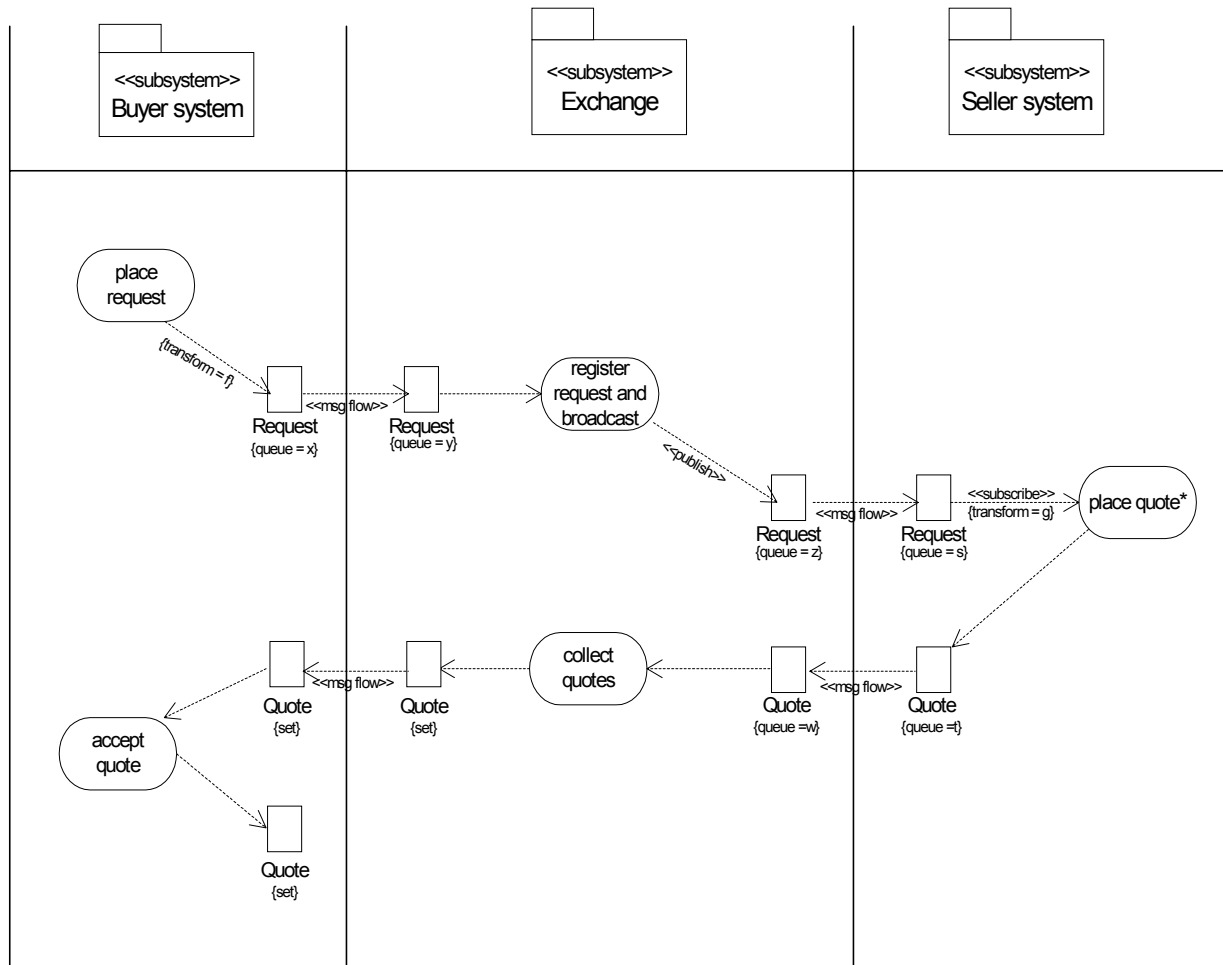 <<subsystem>>
Buyer system
<<subsystem>>
Exchange
<<subsystem>>
Seller system
place
request
{transform = f}
Request
{queue = x}
<<msg flow>>
Request
{queue = y}
register
request and
broadcast
<<publish>>
Request
{queue = z}
<<msg flow>>
Request
{queue = s}
<<subscribe>>
{transform = g}
place quote*
Quote
{queue =t}
<<msg flow>>
Quote
{queue =w}
collect
quotes
Quote
{set}
<<msg flow>>
Quote
{set}
accept
quote
Quote
{set}